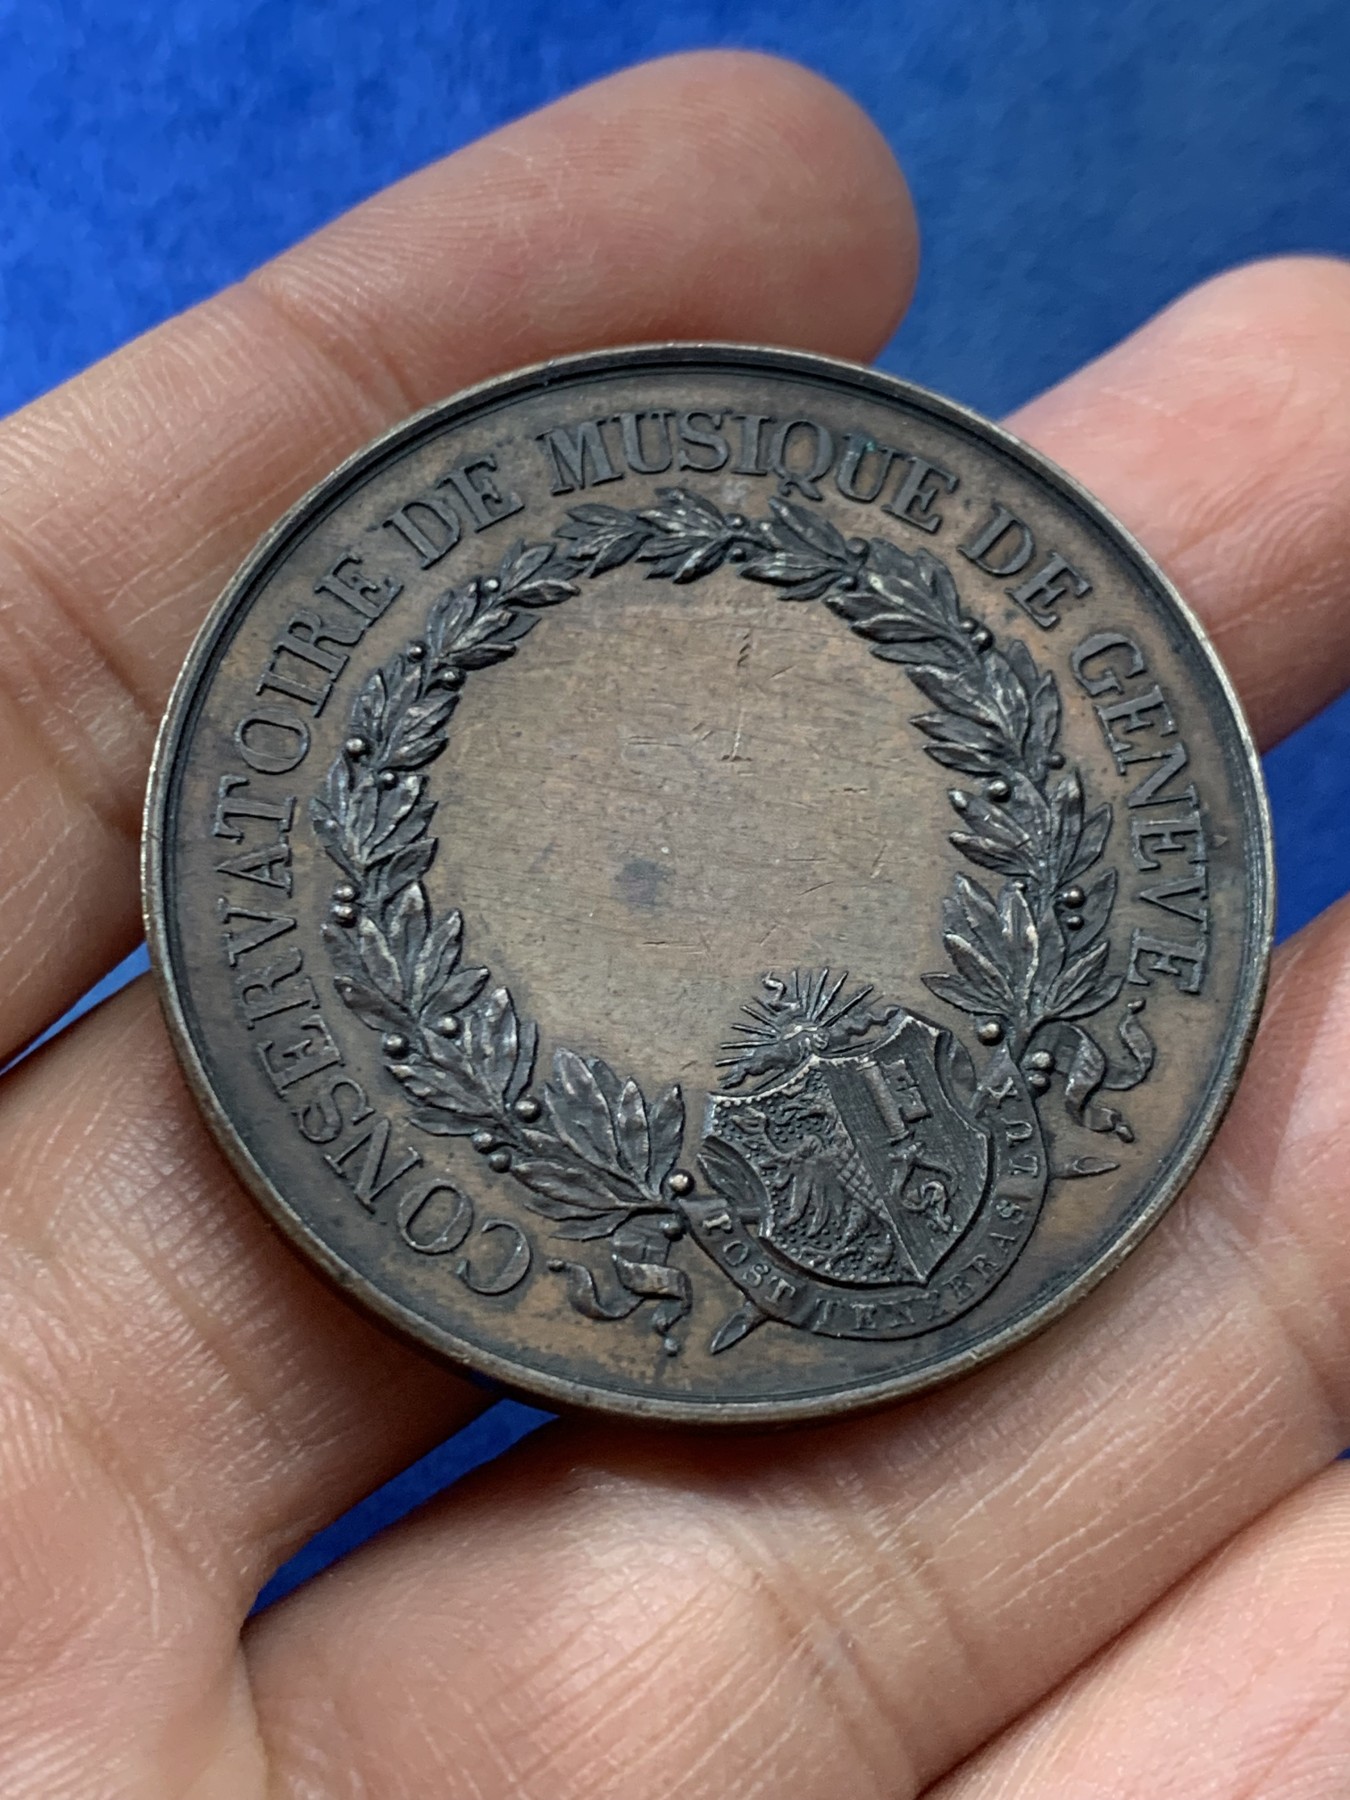 CONSERVATOIRE DE MUSIQUE DE GENEVE
POST TENEBRAS LUX